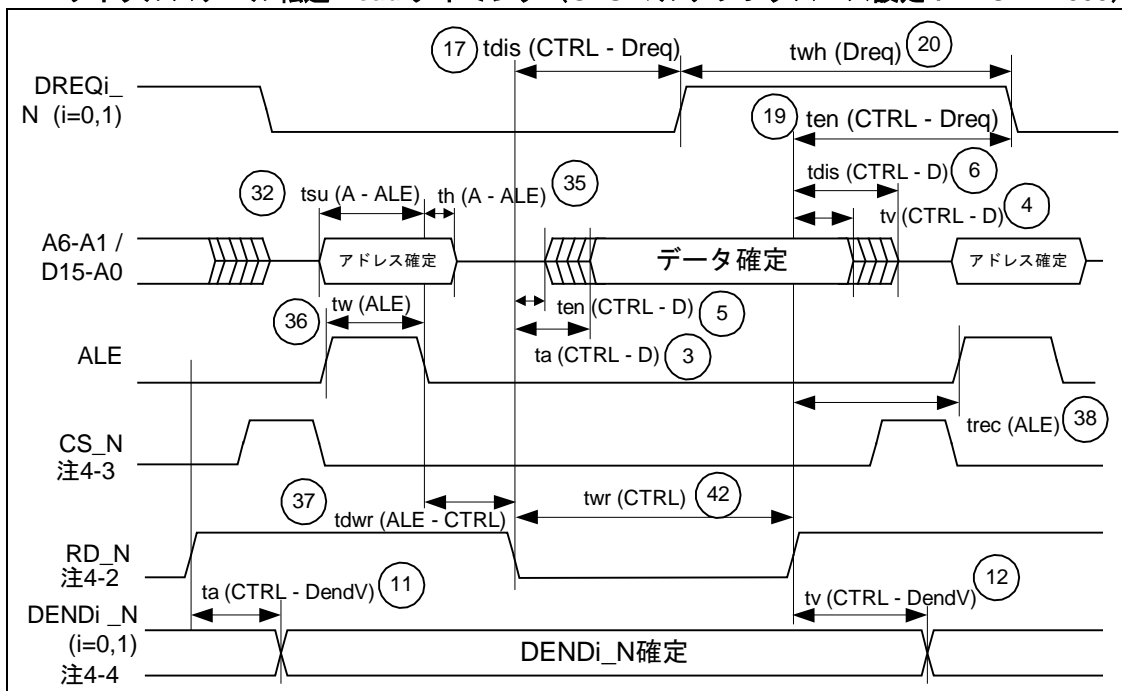 17 tdis (CTRL - Dreq) twh (Dreq) 20
DREQi_
N (i=0,1)
19 ten (CTRL - Dreq)
tdis (CTRL - D) 6
32 tsu (A - ALE) th (A - ALE) 35
tv (CTRL - D) 4
A6-A1 /
D15-A0
アドレス確定 データ確定 アドレス確定
36 tw (ALE)
ten (CTRL - D) 5
ta (CTRL - D) 3
ALE
trec (ALE) 38
CS_N
注4-3
37 tdwr (ALE - CTRL)
twr (CTRL) 42
RD_N
注4-2
ta (CTRL - DendV) 11
tv (CTRL - DendV) 12
DENDi _N
(i=0,1)
注4-4
DENDi_N確定